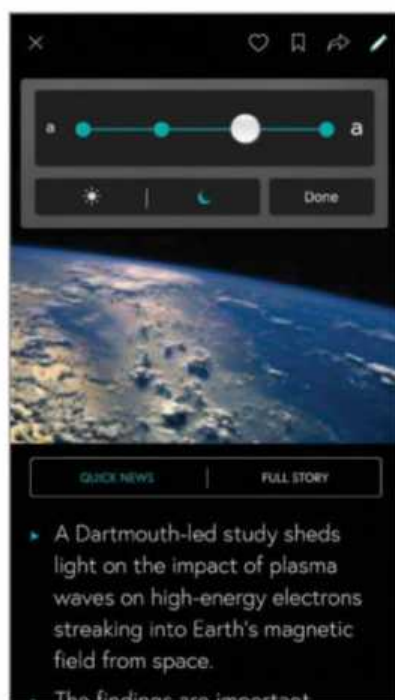 a a
Done
QUICK NEWS FULL STORY
▸ A Dartmouth-led study sheds
light on the impact of plasma
waves on high-energy electrons
streaking into Earth's magnetic
field from space.
▸ The findings are important